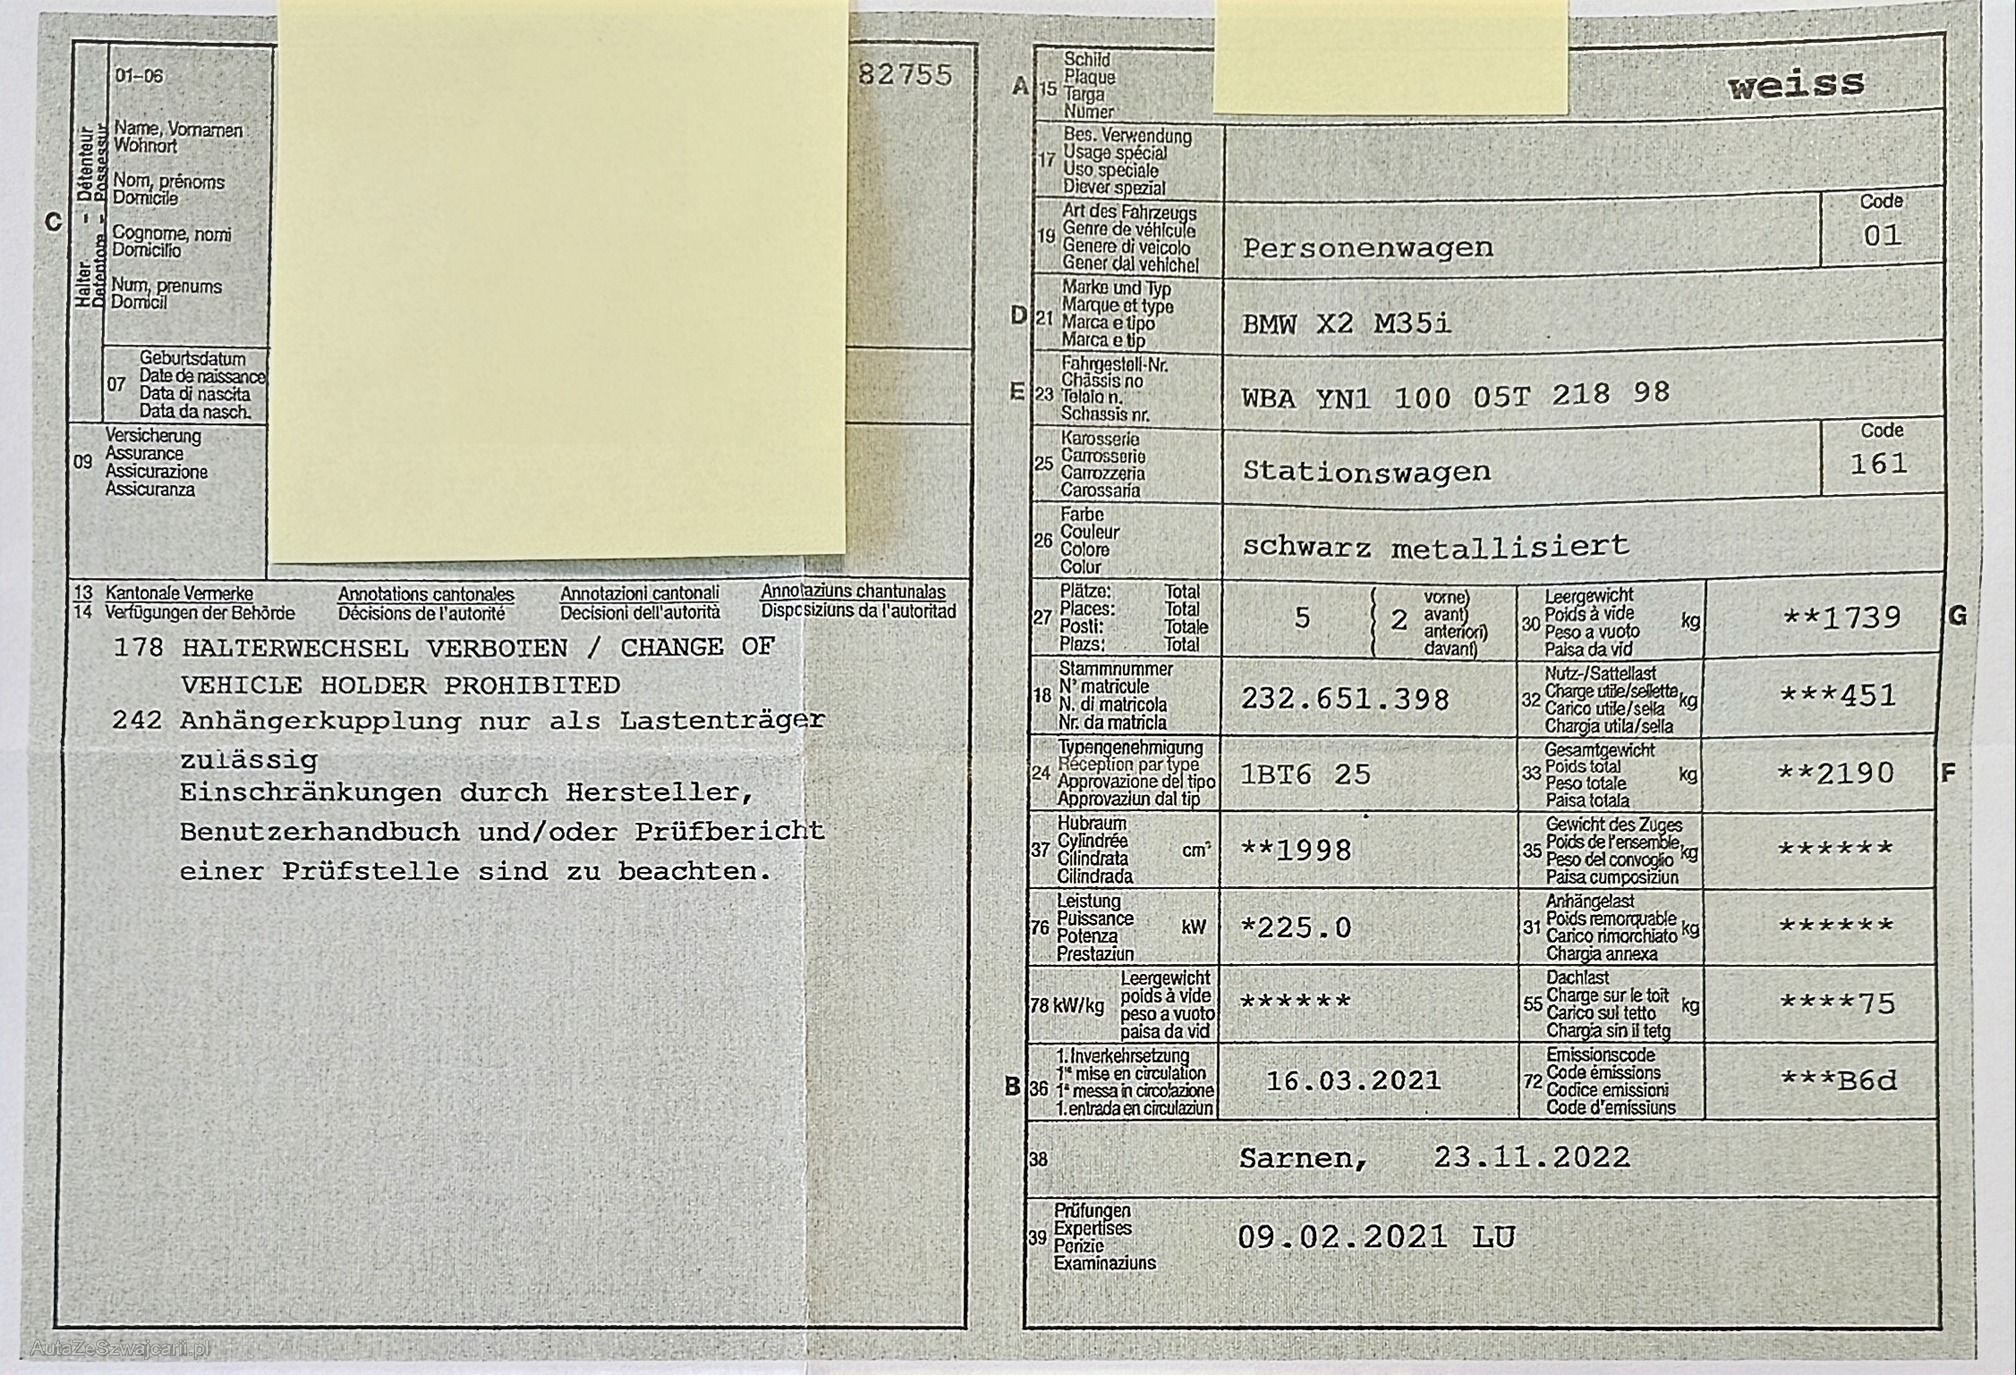 01-06
82755
C
Halter - Détenteur
Detentore - Possessur
Name, Vornamen
Wohnort
Nom, prénoms
Domicile
Cognome, nomi
Domicilio
Num, prenums
Domicil
07
Geburtsdatum
Date de naissance
Data di nascita
Data da nasch.
09
Versicherung
Assurance
Assicurazione
Assicuranza
13 Kantonale Vermerke Annotations cantonales Annotazioni cantonali Annotaziuns chantunalas
14 Verfügungen der Behörde Décisions de l'autorité Decisioni dell'autorità Disposiziuns da l'autoritad
178 HALTERWECHSEL VERBOTEN / CHANGE OF
VEHICLE HOLDER PROHIBITED
242 Anhängerkupplung nur als Lastenträger
zulässig
Einschränkungen durch Hersteller,
Benutzerhandbuch und/oder Prüfbericht
einer Prüfstelle sind zu beachten.
A 15
Schild
Plaque
Targa
Numer
weiss
17
Bes. Verwendung
Usage spécial
Uso speciale
Diever spezial
19
Art des Fahrzeugs
Genre de véhicule
Genere di veicolo
Gener dal vehichel
Personenwagen
Code
01
D 21
Marke und Typ
Marque et type
Marca e tipo
Marca e tip
BMW X2 M35i
E 23
Fahrgestell-Nr.
Châssis no
Telaio n.
Schassis nr.
WBA YN1 100 05T 218 98
25
Karosserie
Carrosserie
Carrozzeria
Carossaria
Stationswagen
Code
161
26
Farbe
Couleur
Colore
Colur
schwarz metallisiert
27
Plätze: Total
Places: Total
Posti: Totale
Plazs: Total
5
2
vorne)
avant)
anteriori)
davant)
30
Leergewicht
Poids à vide
Peso a vuoto
Paisa da vid
kg
**1739
G
18
Stammnummer
N° matricule
N. di matricola
Nr. da matricla
232.651.398
32
Nutz-/Sattellast
Charge utile/sellette
Carico utile/sella
Chargia utila/sella
kg
***451
24
Typengenehmigung
Réception par type
Approvazione del tipo
Approvaziun dal tip
1BT6 25
33
Gesamtgewicht
Poids total
Peso totale
Paisa totala
kg
**2190
F
37
Hubraum
Cylindrée
Cilindrata
Cilindrada
cm³
**1998
35
Gewicht des Zuges
Poids de l'ensemble
Peso del convoglio
Paisa cumposiziun
kg
******
76
Leistung
Puissance
Potenza
Prestaziun
kW
*225.0
31
Anhängelast
Poids remorquable
Carico rimorchiato
Chargia annexa
kg
******
78 kW/kg
Leergewicht
poids à vide
peso a vuoto
paisa da vid
******
55
Dachlast
Charge sur le toit
Carico sul tetto
Chargia sin il tetg
kg
****75
B 36
1. Inverkehrsetzung
1re mise en circulation
1a messa in circolazione
1. entrada en circulaziun
16.03.2021
72
Emissionscode
Code émissions
Codice emissioni
Code d'emissiuns
***B6d
38
Sarnen, 23.11.2022
39
Prüfungen
Expertises
Perizie
Examinaziuns
09.02.2021 LU
AutaZeSzwajcarii.pl